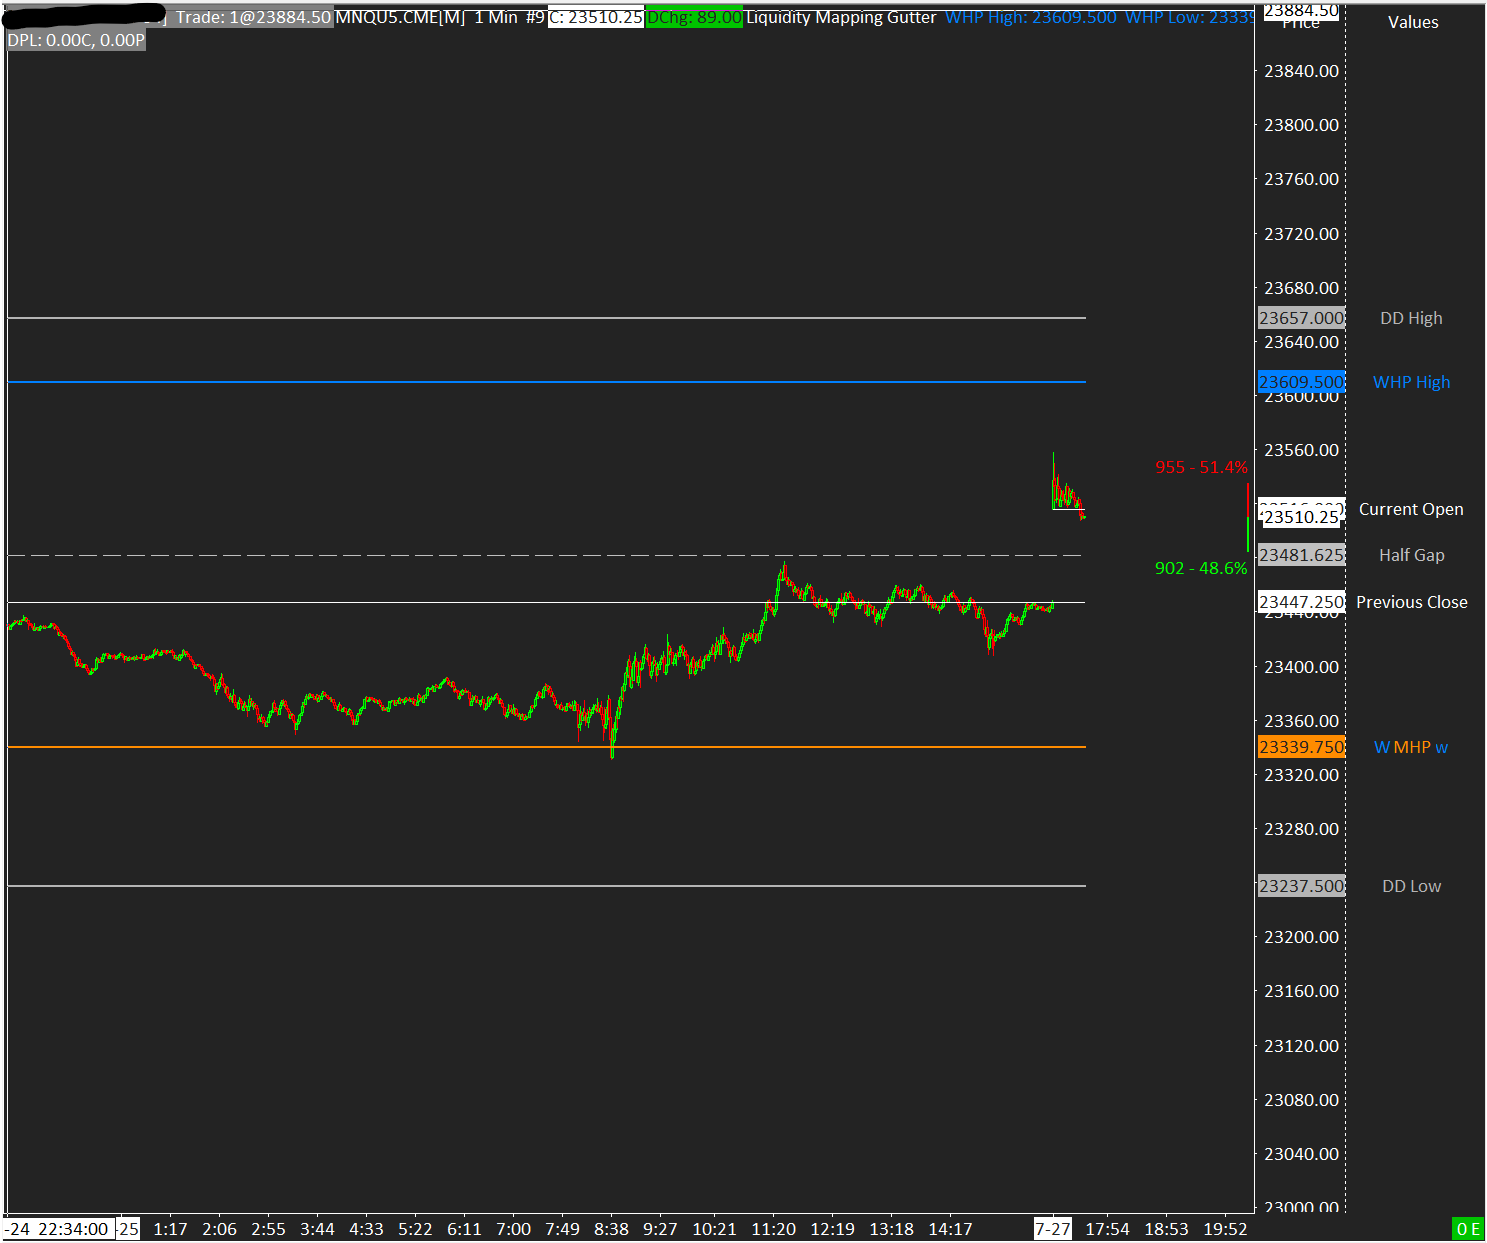 Trade: 1@23884.50 MNQU5.CME[M] 1 Min #9 C: 23510.25 DChg: 89.00 Liquidity Mapping Gutter WHP High: 23609.500 WHP Low: 23339
DPL: 0.00C, 0.00P
23884.50
Price Values
23840.00
23800.00
23760.00
23720.00
23680.00
23657.000 DD High
23640.00
23609.500 WHP High
23600.00
23560.00
955 - 51.4%
Current Open
23510.25
23481.625 Half Gap
902 - 48.6%
23447.250 Previous Close
23440.00
23400.00
23360.00
23339.750 W MHP w
23320.00
23280.00
23237.500 DD Low
23200.00
23160.00
23120.00
23080.00
23040.00
23000.00
-24 22:34:00 -25 1:17 2:06 2:55 3:44 4:33 5:22 6:11 7:00 7:49 8:38 9:27 10:21 11:20 12:19 13:18 14:17 7-27 17:54 18:53 19:52 0 E